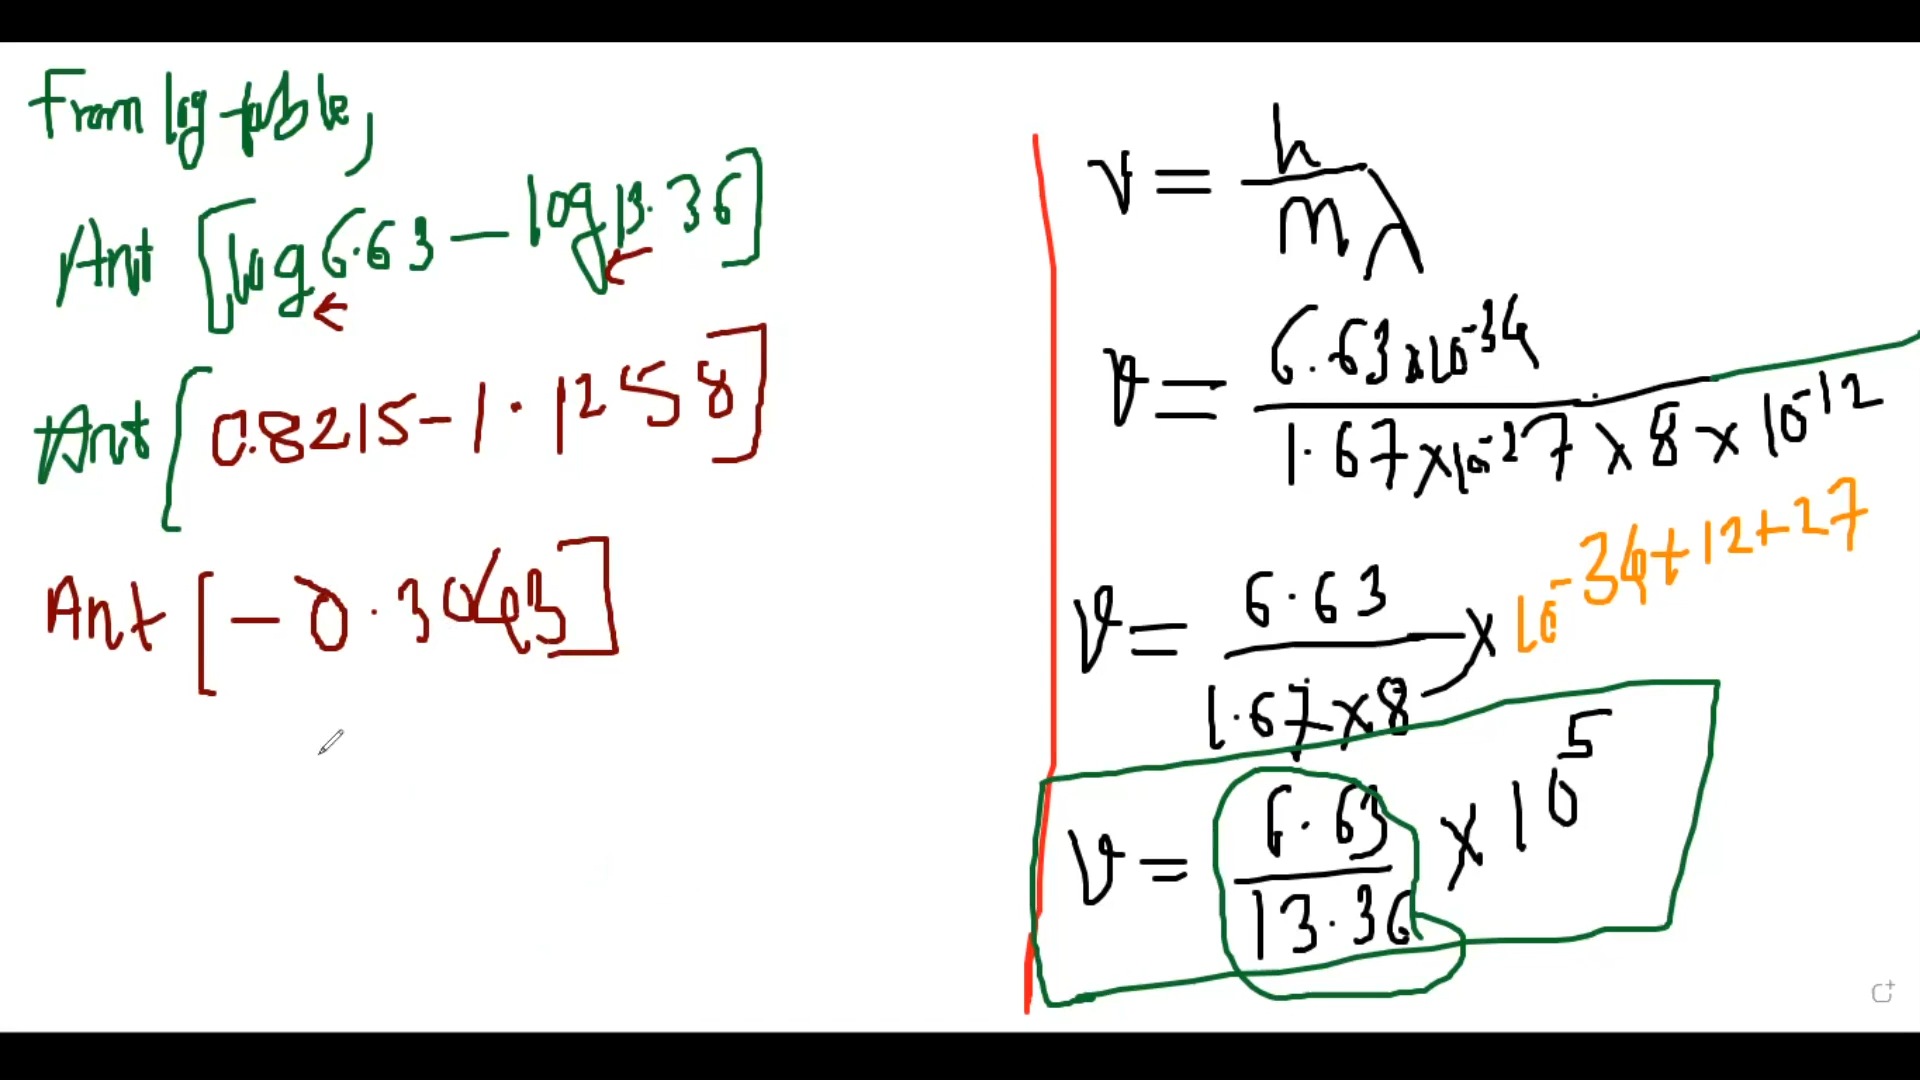 From log table,
Ant [log 6.63 — log 13.36]
Ant [0.8215 - 1.1258]
Ant [- 0.3043]
v = h / mλ
v = 6.63 x 10^-34 / 1.67 x 10^-27 x 8 x 10^-12
v = 6.63 / 1.67 x 8 x 10^-34+12+27
v = 6.63 / 13.36 x 10^5